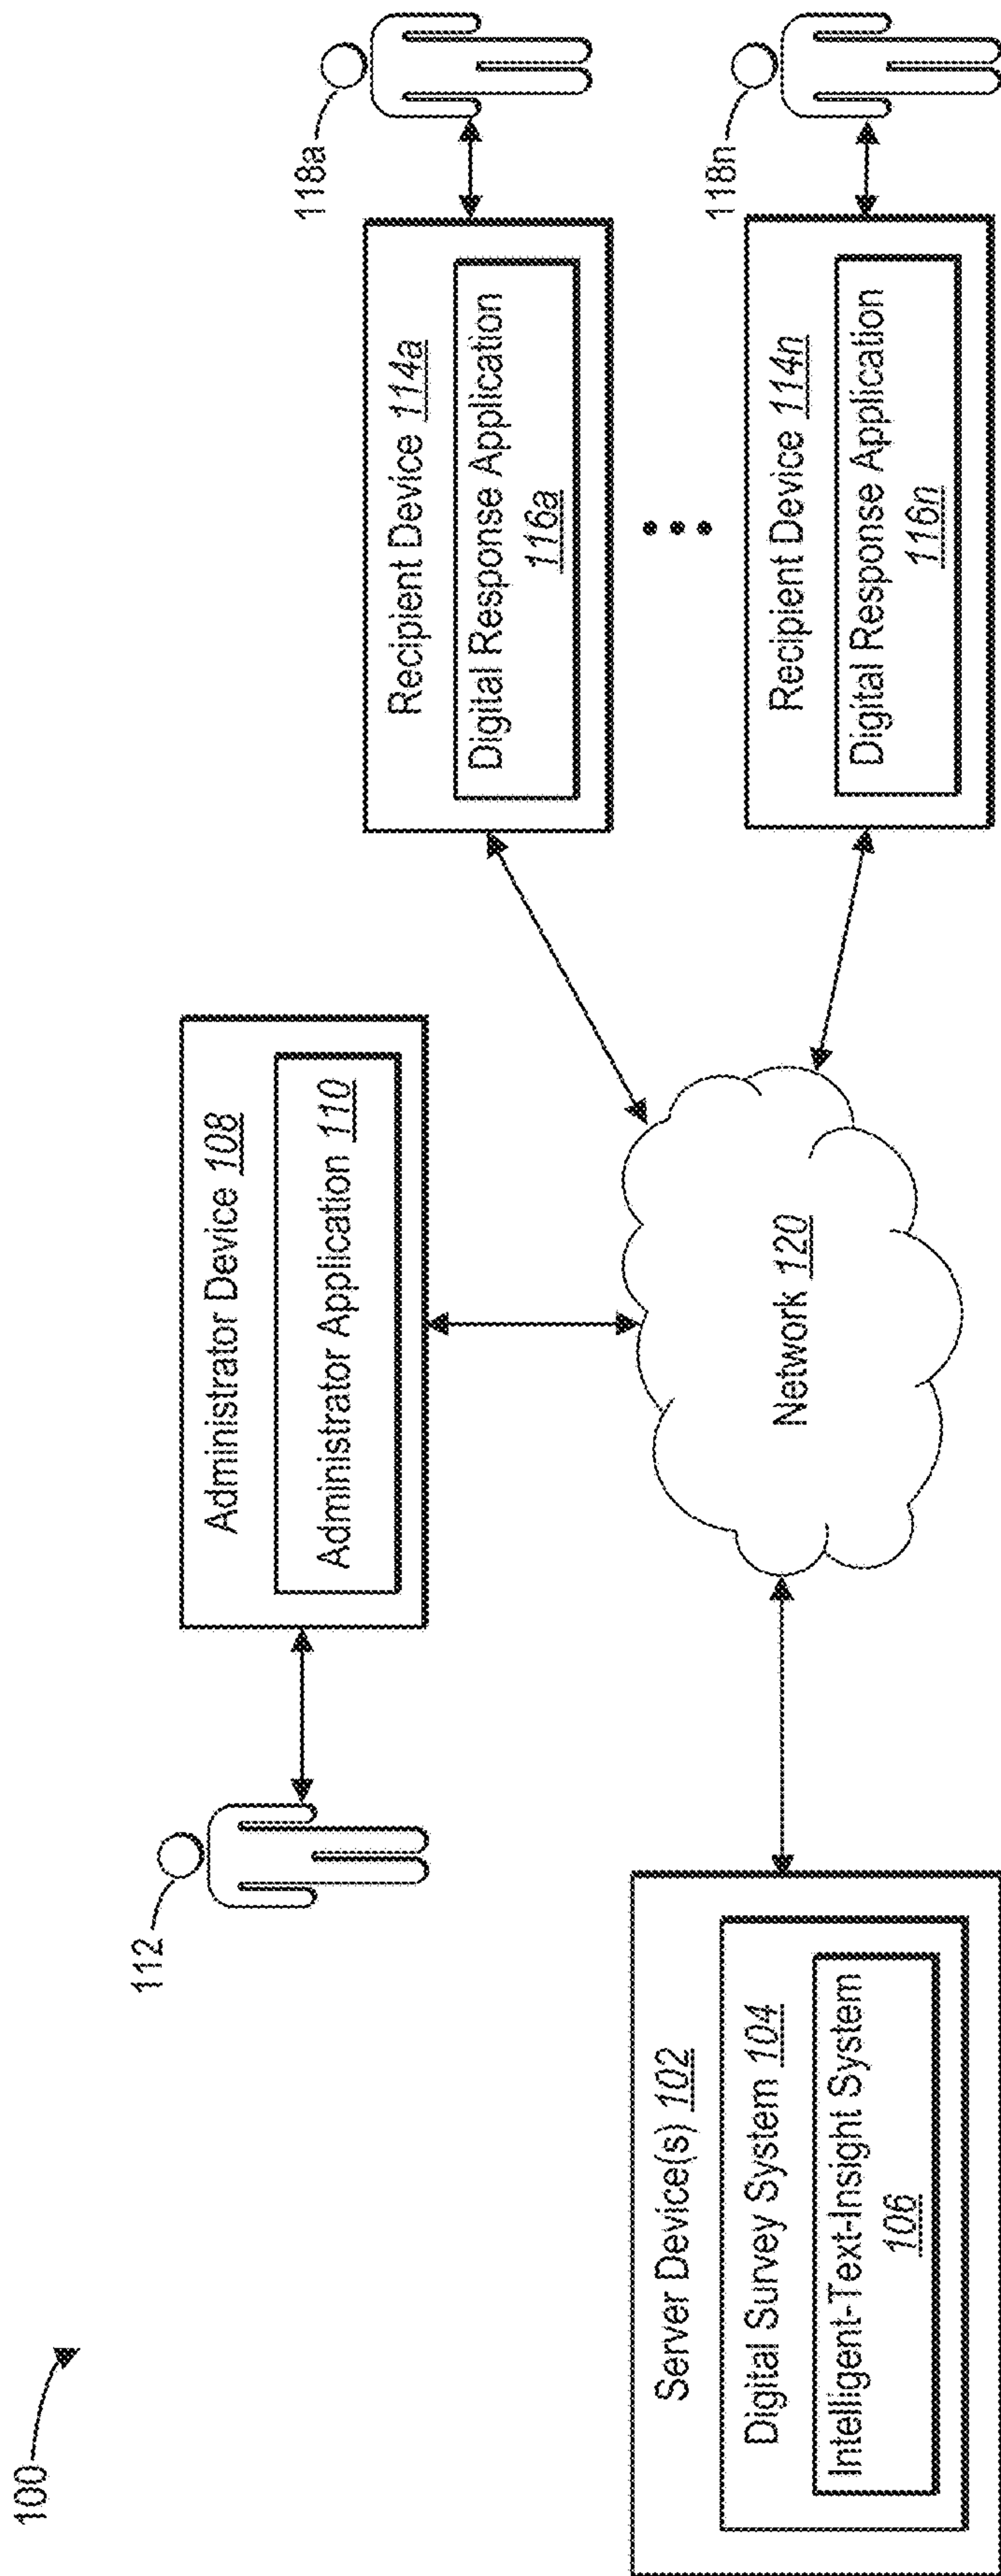 100
112
Administrator Device 108
Administrator Application 110
118a
Recipient Device 114a
Digital Response Application
116a
118n
Recipient Device 114n
Digital Response Application
116n
Network 120
Server Device(s) 102
Digital Survey System 104
Intelligent-Text-Insight System
106